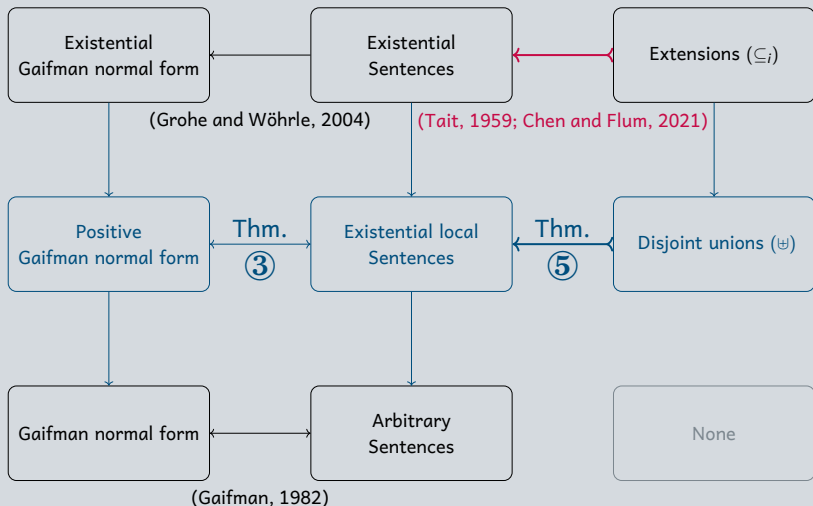 Existential
Gaifman normal form
Existential
Sentences
Extensions (⊆i)
(Grohe and Wöhrle, 2004)
(Tait, 1959; Chen and Flum, 2021)
Positive
Gaifman normal form
Thm.
③
Existential local
Sentences
Thm.
⑤
Disjoint unions (⊎)
Gaifman normal form
Arbitrary
Sentences
None
(Gaifman, 1982)